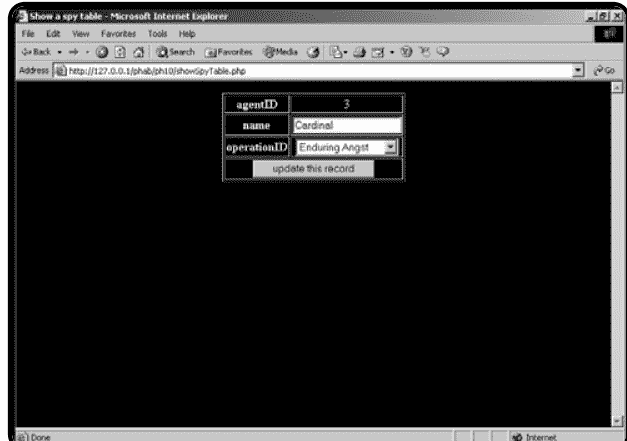 Show a spy table - Microsoft Internet Explorer
File Edit View Favorites Tools Help
Back Search Favorites Media
Address http://127.0.0.1/phab/ph10/showSpyTable.php Go
agentID 3
name Cardinal
operationID Enduring Angst
update this record
Done Internet